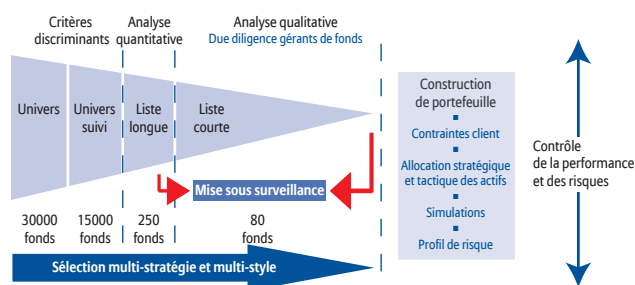 Critères
discriminants
Analyse
quantitative
Analyse qualitative
Due diligence gérants de fonds
Univers
Univers
suivi
Liste
longue
Liste
courte
Mise sous surveillance
30000
fonds
15000
fonds
250
fonds
80
fonds
Sélection multi-stratégie et multi-style
Construction
de portefeuille
Contraintes client
Allocation stratégique
et tactique des actifs
Simulations
Profil de risque
Contrôle
de la performance
et des risques